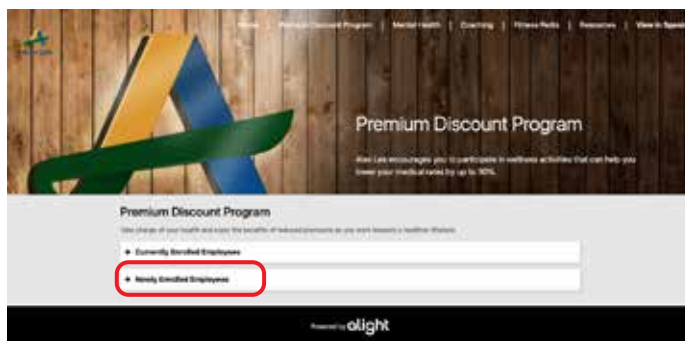 Home | Premium Discount Program | Mental Health | Coaching | Fitness Perks | Resources | View in Spanish
Premium Discount Program
Alan Lee encourages you to participate in wellness activities that can help you
lower your medical rates by up to 30%.
Premium Discount Program
Take charge of your health and enjoy the benefits of reduced premiums as you work towards a healthier lifestyle.
+ Currently Enrolled Employees
+ Newly Enrolled Employees
Powered by alight